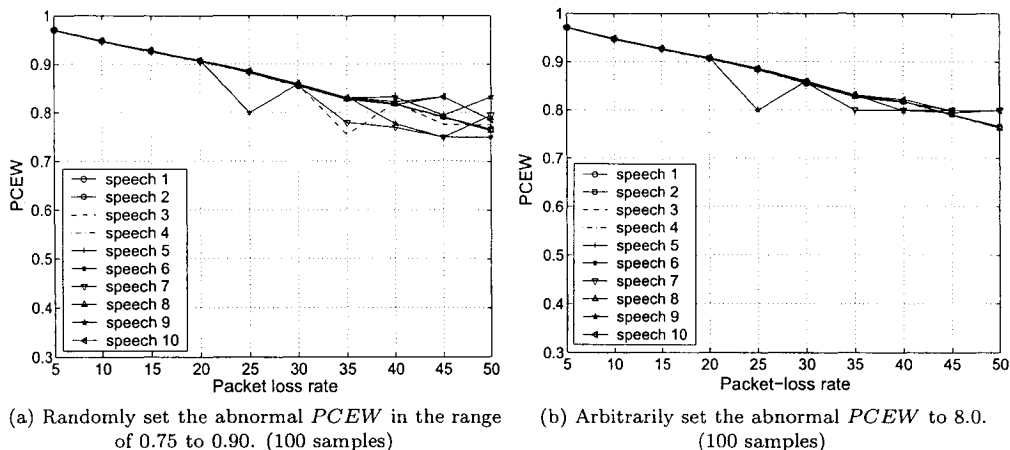 1
0.9
0.8
0.7
0.6
0.5
0.4
0.3
PCEW
speech 1
speech 2
speech 3
speech 4
speech 5
speech 6
speech 7
speech 8
speech 9
speech 10
5 10 15 20 25 30 35 40 45 50
Packet loss rate
(a) Randomly set the abnormal PCEW in the range
of 0.75 to 0.90. (100 samples)
1
0.9
0.8
0.7
0.6
0.5
0.4
0.3
PCEW
speech 1
speech 2
speech 3
speech 4
speech 5
speech 6
speech 7
speech 8
speech 9
speech 10
5 10 15 20 25 30 35 40 45 50
Packet-loss rate
(b) Arbitrarily set the abnormal PCEW to 8.0.
(100 samples)